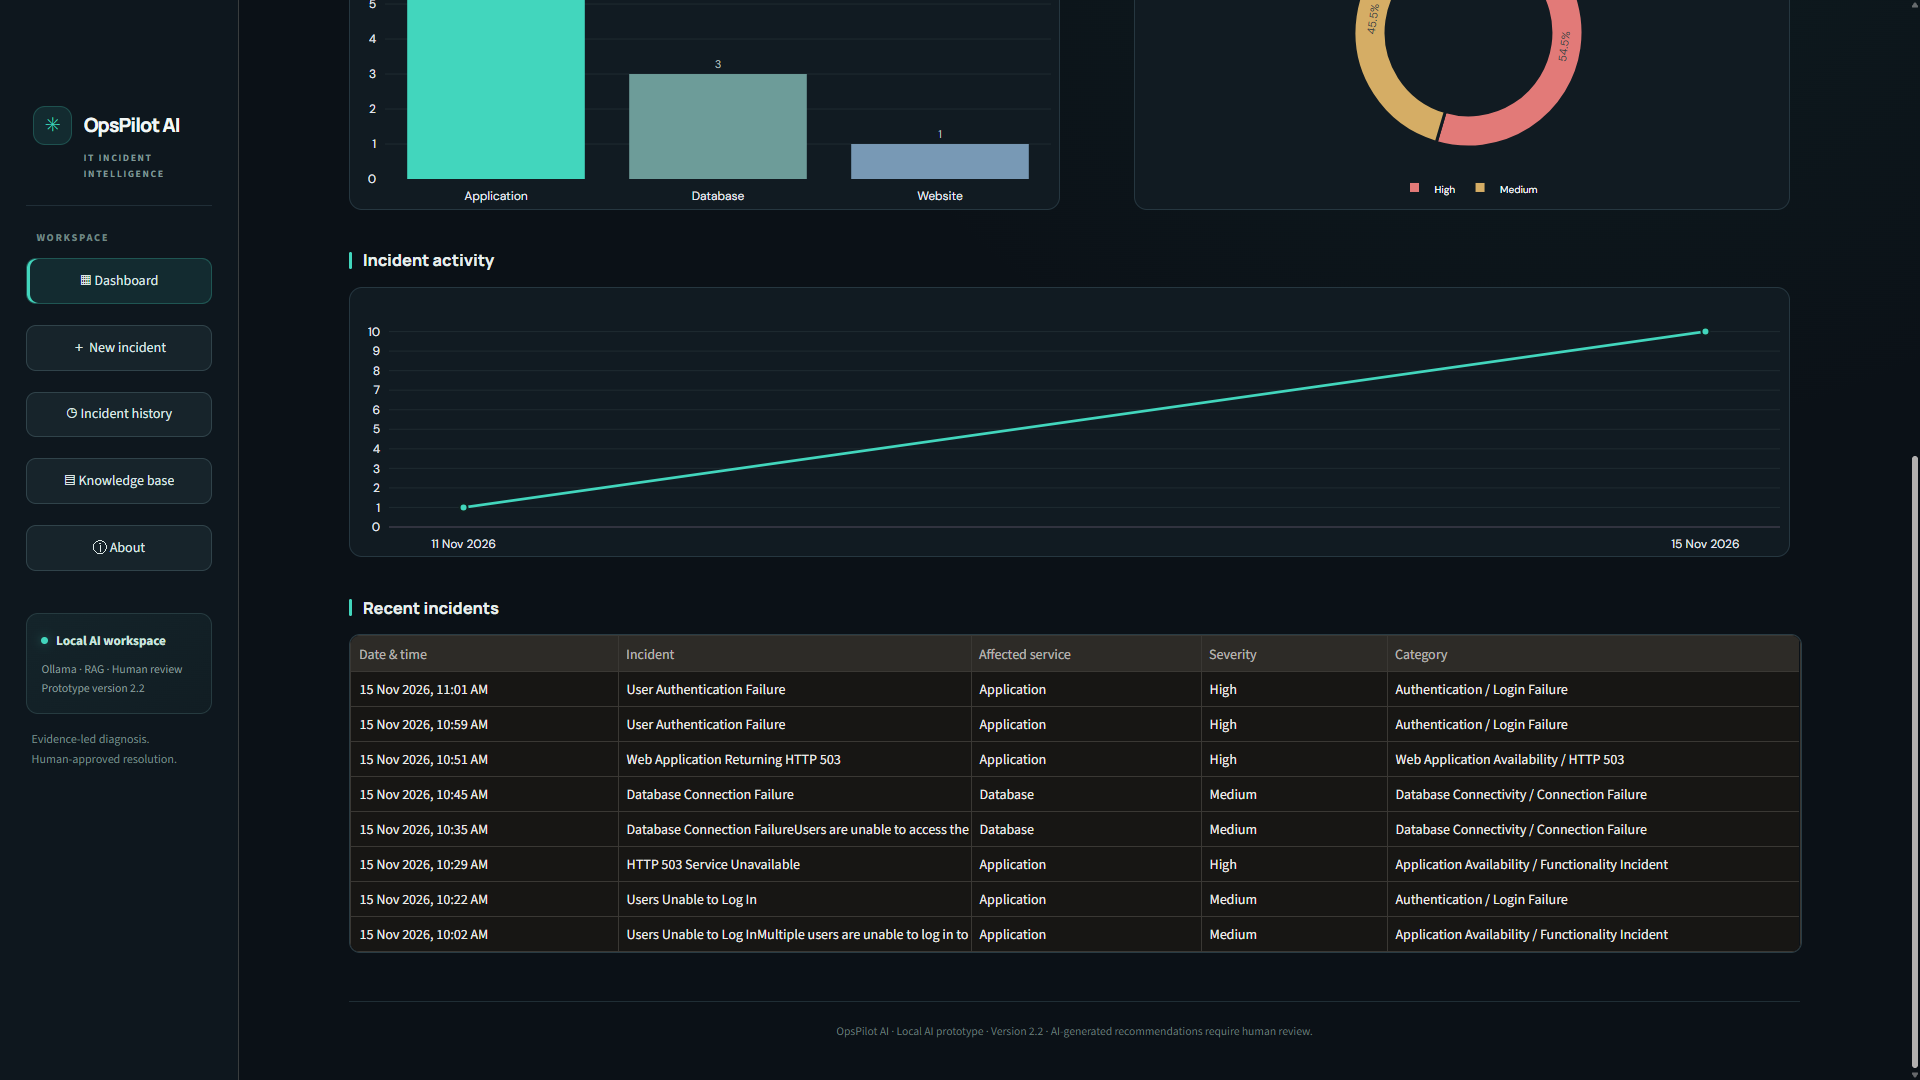 OpsPilot AI
IT INCIDENT
INTELLIGENCE
WORKSPACE
Dashboard
+ New incident
Incident history
Knowledge base
ⓘ About
Local AI workspace
Ollama · RAG · Human review
Prototype version 2.2
Evidence-led diagnosis.
Human-approved resolution.
5
4
3
2
1
0
3
1
Application
Database
Website
45.5%
54.5%
High
Medium
Incident activity
10
9
8
7
6
5
4
3
2
1
0
11 Nov 2026
15 Nov 2026
Recent incidents
Date & time Incident Affected service Severity Category
15 Nov 2026, 11:01 AM User Authentication Failure Application High Authentication / Login Failure
15 Nov 2026, 10:59 AM User Authentication Failure Application High Authentication / Login Failure
15 Nov 2026, 10:51 AM Web Application Returning HTTP 503 Application High Web Application Availability / HTTP 503
15 Nov 2026, 10:45 AM Database Connection Failure Database Medium Database Connectivity / Connection Failure
15 Nov 2026, 10:35 AM Database Connection FailureUsers are unable to access the Database Medium Database Connectivity / Connection Failure
15 Nov 2026, 10:29 AM HTTP 503 Service Unavailable Application High Application Availability / Functionality Incident
15 Nov 2026, 10:22 AM Users Unable to Log In Application Medium Authentication / Login Failure
15 Nov 2026, 10:02 AM Users Unable to Log InMultiple users are unable to log in to Application Medium Application Availability / Functionality Incident
OpsPilot AI · Local AI prototype · Version 2.2 · AI-generated recommendations require human review.